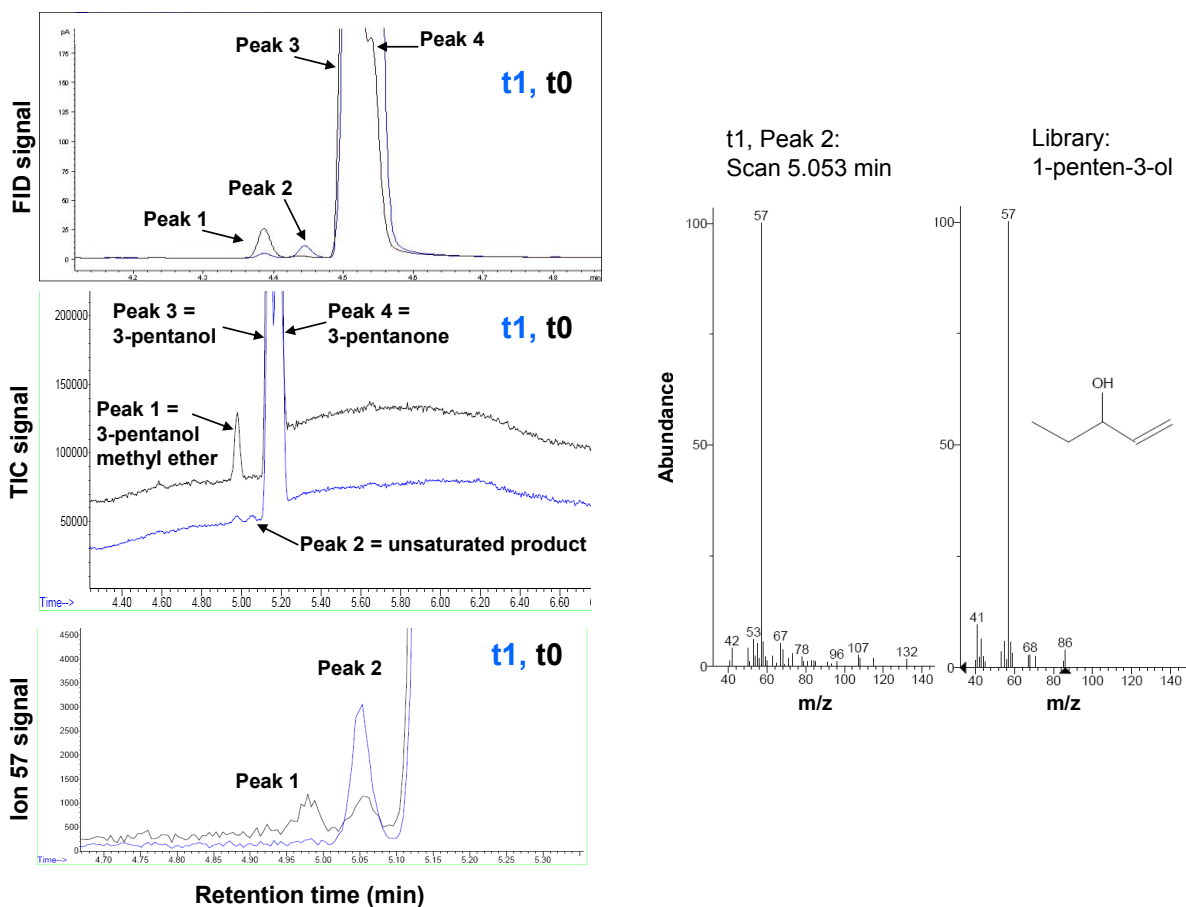 pA
175
150
125
100
75
50
25
0
FID signal
Peak 3
Peak 4
t1, t0
Peak 2
Peak 1
4.2
4.3
4.4
4.5
4.6
4.7
4.8
min
200000
150000
100000
50000
TIC signal
Peak 3 =
3-pentanol
Peak 4 =
3-pentanone
t1, t0
Peak 1 =
3-pentanol
methyl ether
Peak 2 = unsaturated product
Time-->
4.40 4.60 4.80 5.00 5.20 5.40 5.60 5.80 6.00 6.20 6.40
4500
4000
3500
3000
2500
2000
1500
1000
500
0
Ion 57 signal
t1, t0
Peak 2
Peak 1
Time-->
4.70 4.75 4.80 4.85 4.90 4.95 5.00 5.05 5.10 5.15 5.20 5.25 5.30
Retention time (min)
t1, Peak 2:
Scan 5.053 min
Abundance
100
50
0
57
42
53
67
78
96
107
132
40 60 80 100 120 140
m/z
Library:
1-penten-3-ol
100
50
0
57
41
68
86
OH
40 60 80 100 120 140
m/z